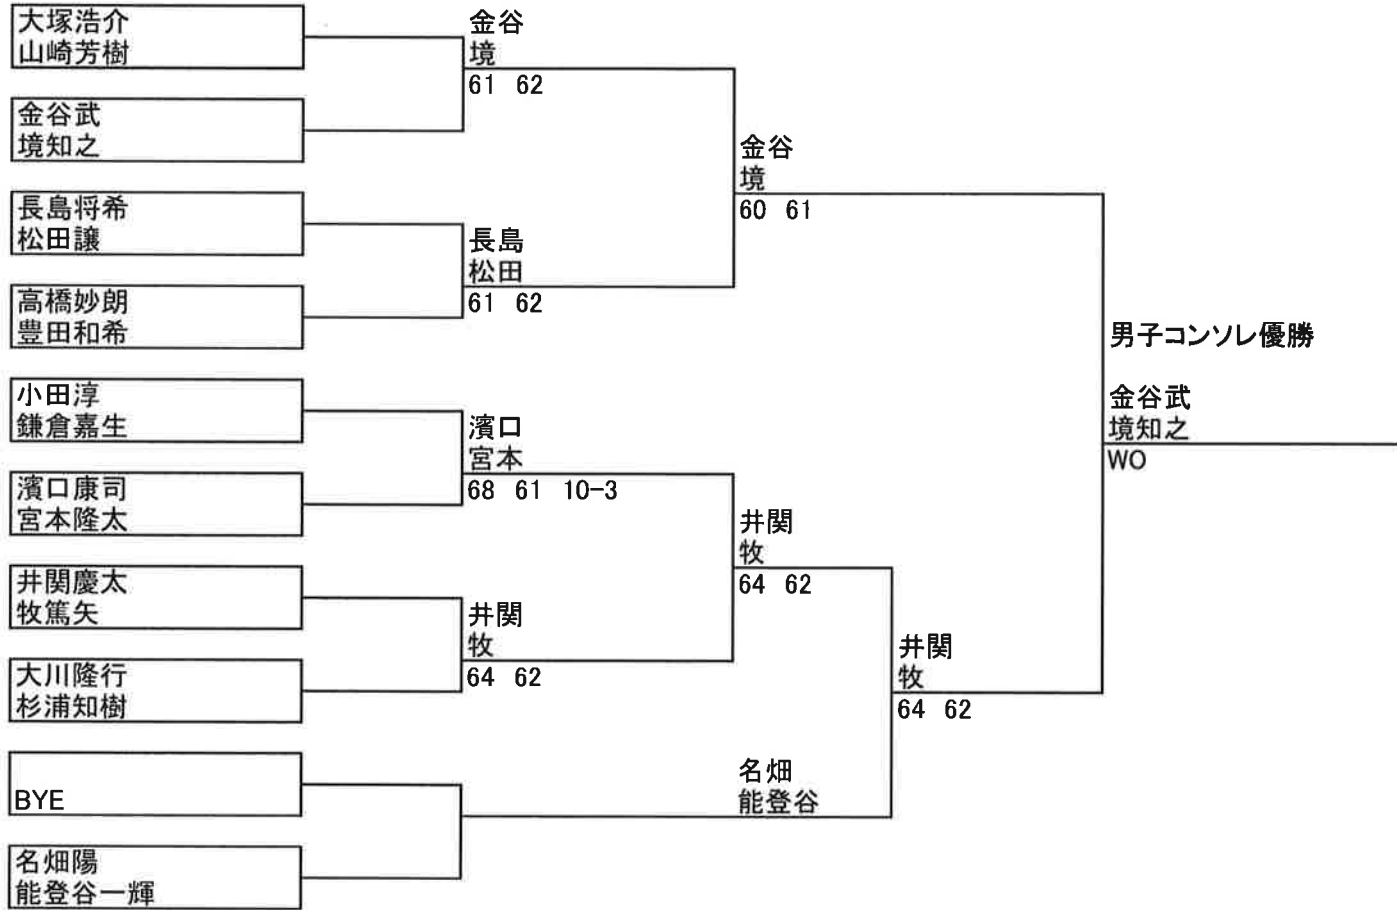 大塚浩介
山崎芳樹
金谷武
境知之
長島将希
松田譲
高橋妙朗
豊田和希
小田淳
鎌倉嘉生
濱口康司
宮本隆太
井関慶太
牧篤矢
大川隆行
杉浦知樹
BYE
名畑陽
能登谷一輝
金谷
境
61 62
長島
松田
61 62
濱口
宮本
68 61 10-3
井関
牧
64 62
金谷
境
60 61
井関
牧
64 62
名畑
能登谷
井関
牧
64 62
男子コンソレ優勝
金谷武
境知之
WO